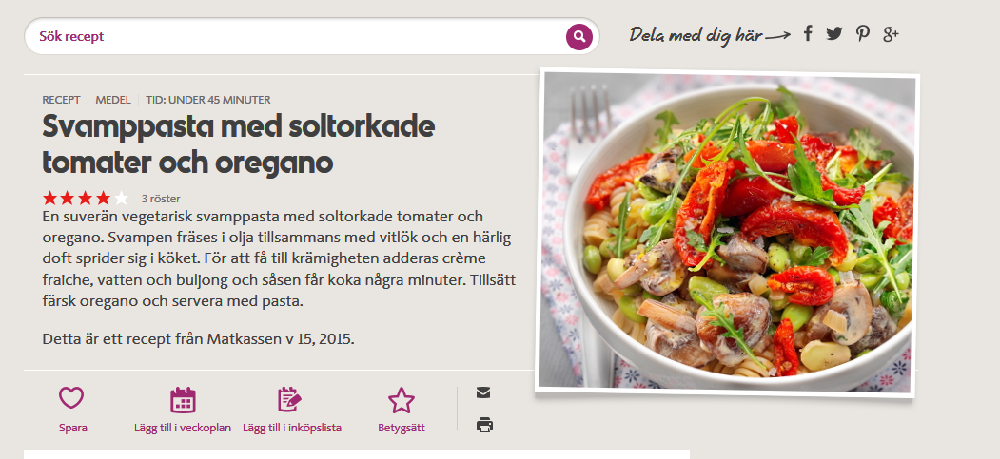 Sök recept
Dela med dig här
RECEPT | MEDEL | TID: UNDER 45 MINUTER
Svamppasta med soltorkade
tomater och oregano
3 röster
En suverän vegetarisk svamppasta med soltorkade tomater och
oregano. Svampen fräses i olja tillsammans med vitlök och en härlig
doft sprider sig i köket. För att få till krämigheten adderas crème
fraiche, vatten och buljong och såsen får koka några minuter. Tillsätt
färsk oregano och servera med pasta.
Detta är ett recept från Matkassen v 15, 2015.
Spara
Lägg till i veckoplan
Lägg till i inköpslista
Betygsätt